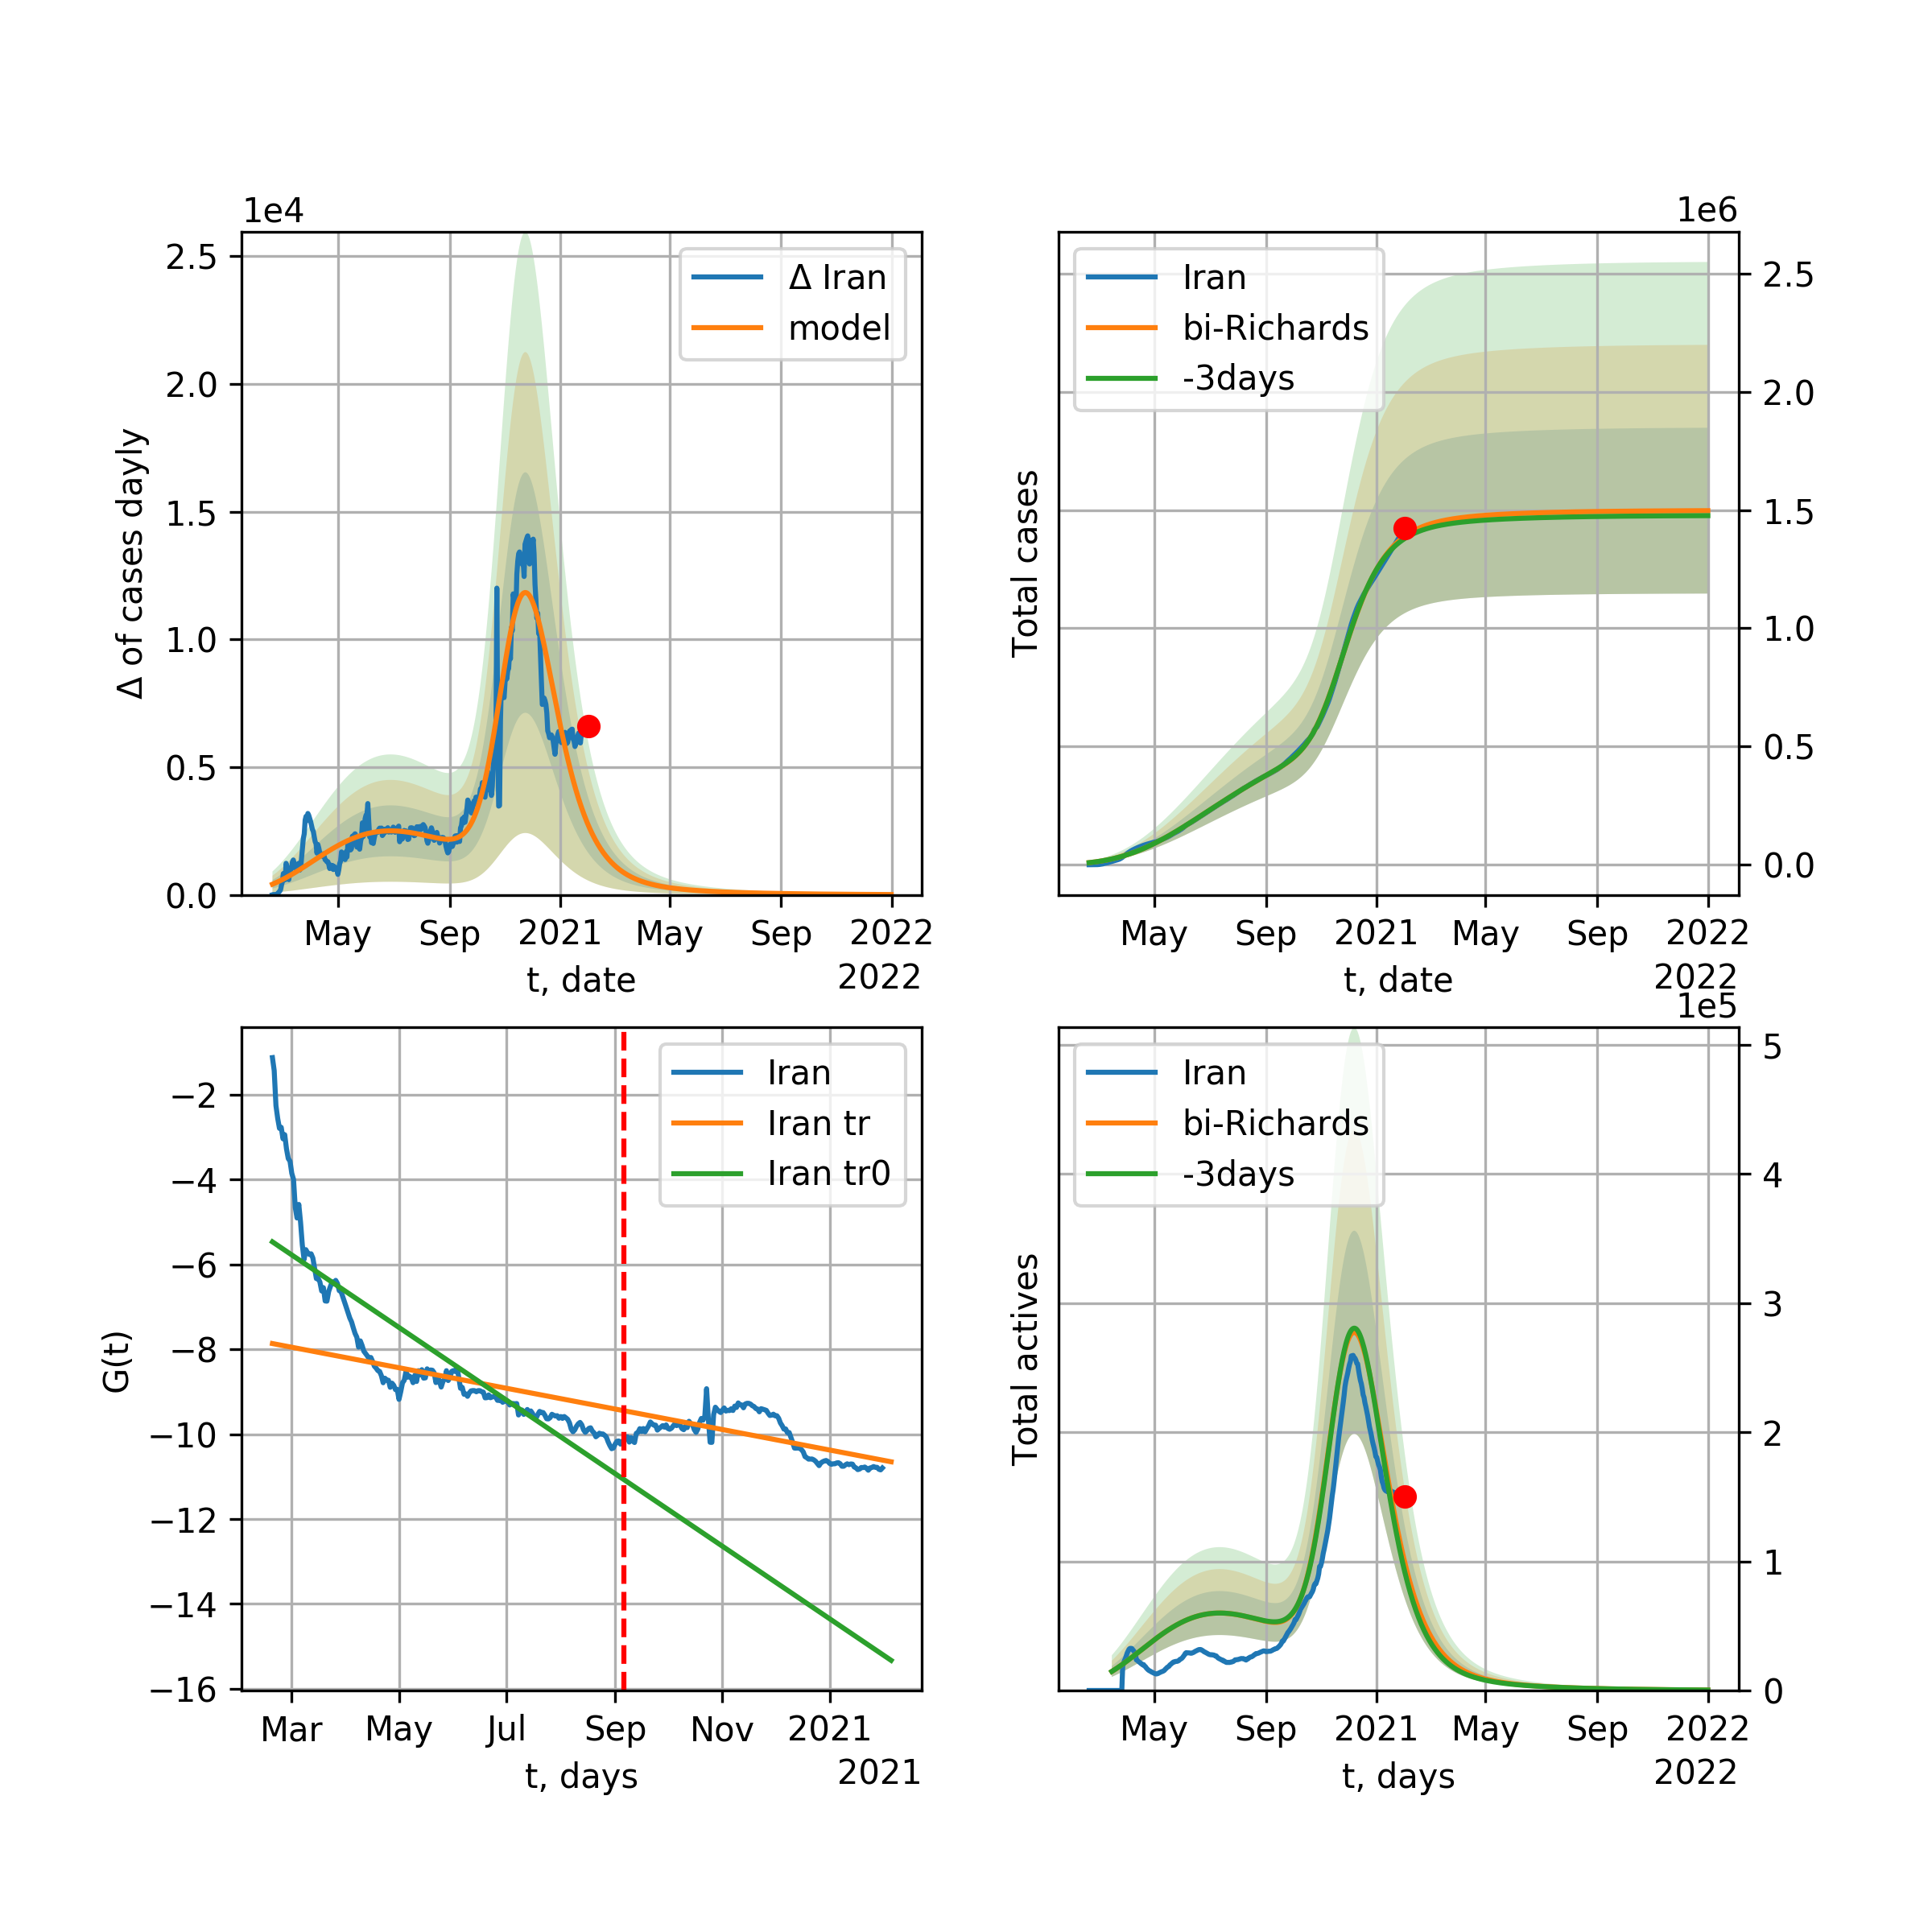 1e4
2.5
2.0
1.5
1.0
0.5
0.0
Δ of cases dayly
Δ Iran
model
May Sep 2021 May Sep 2022
t, date
2022
1e6
Iran
bi-Richards
-3days
Total cases
2.5
2.0
1.5
1.0
0.5
0.0
May Sep 2021 May Sep 2022
t, date
2022
−2
−4
−6
−8
−10
−12
−14
−16
G(t)
Iran
Iran tr
Iran tr0
Mar May Jul Sep Nov 2021
t, days
2021
1e5
Iran
bi-Richards
-3days
Total actives
5
4
3
2
1
0
May Sep 2021 May Sep 2022
t, days
2022